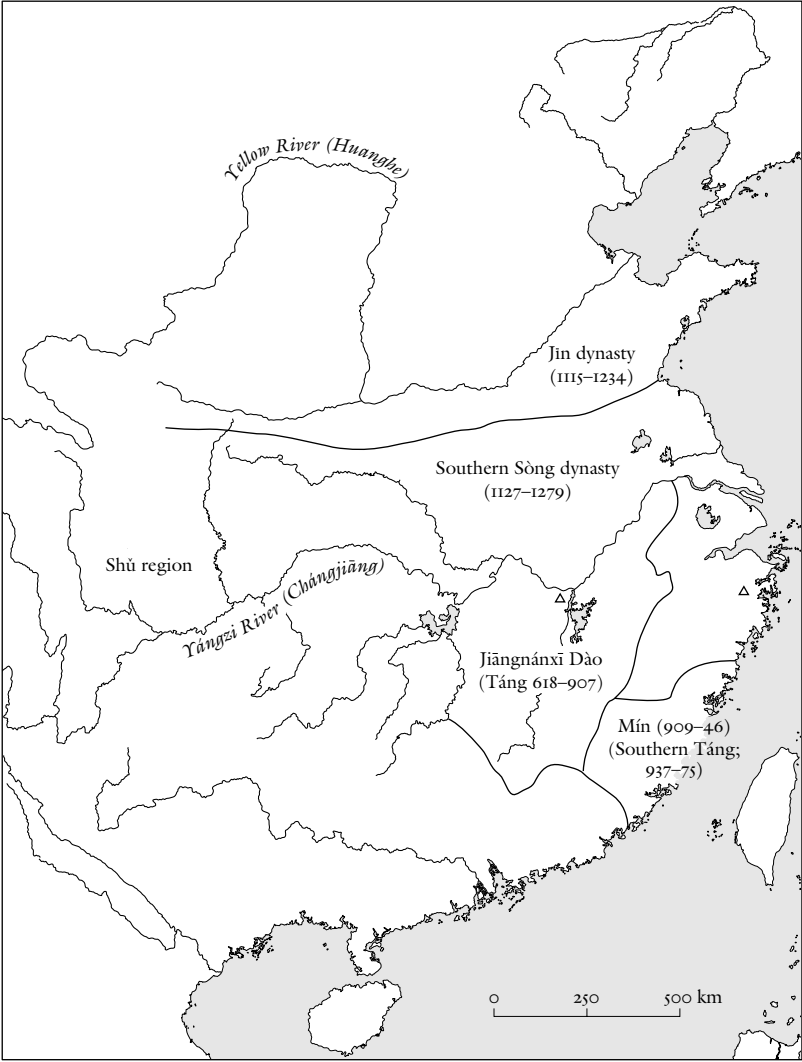 Yellow River (Huanghe)
Jin dynasty
(1115–1234)
Southern Sòng dynasty
(1127–1279)
Shǔ region
Yángzi River (Chángjiāng)
Jiāngnánxī Dào
(Táng 618–907)
Mín (909–46)
(Southern Táng;
937–75)
0 250 500 km